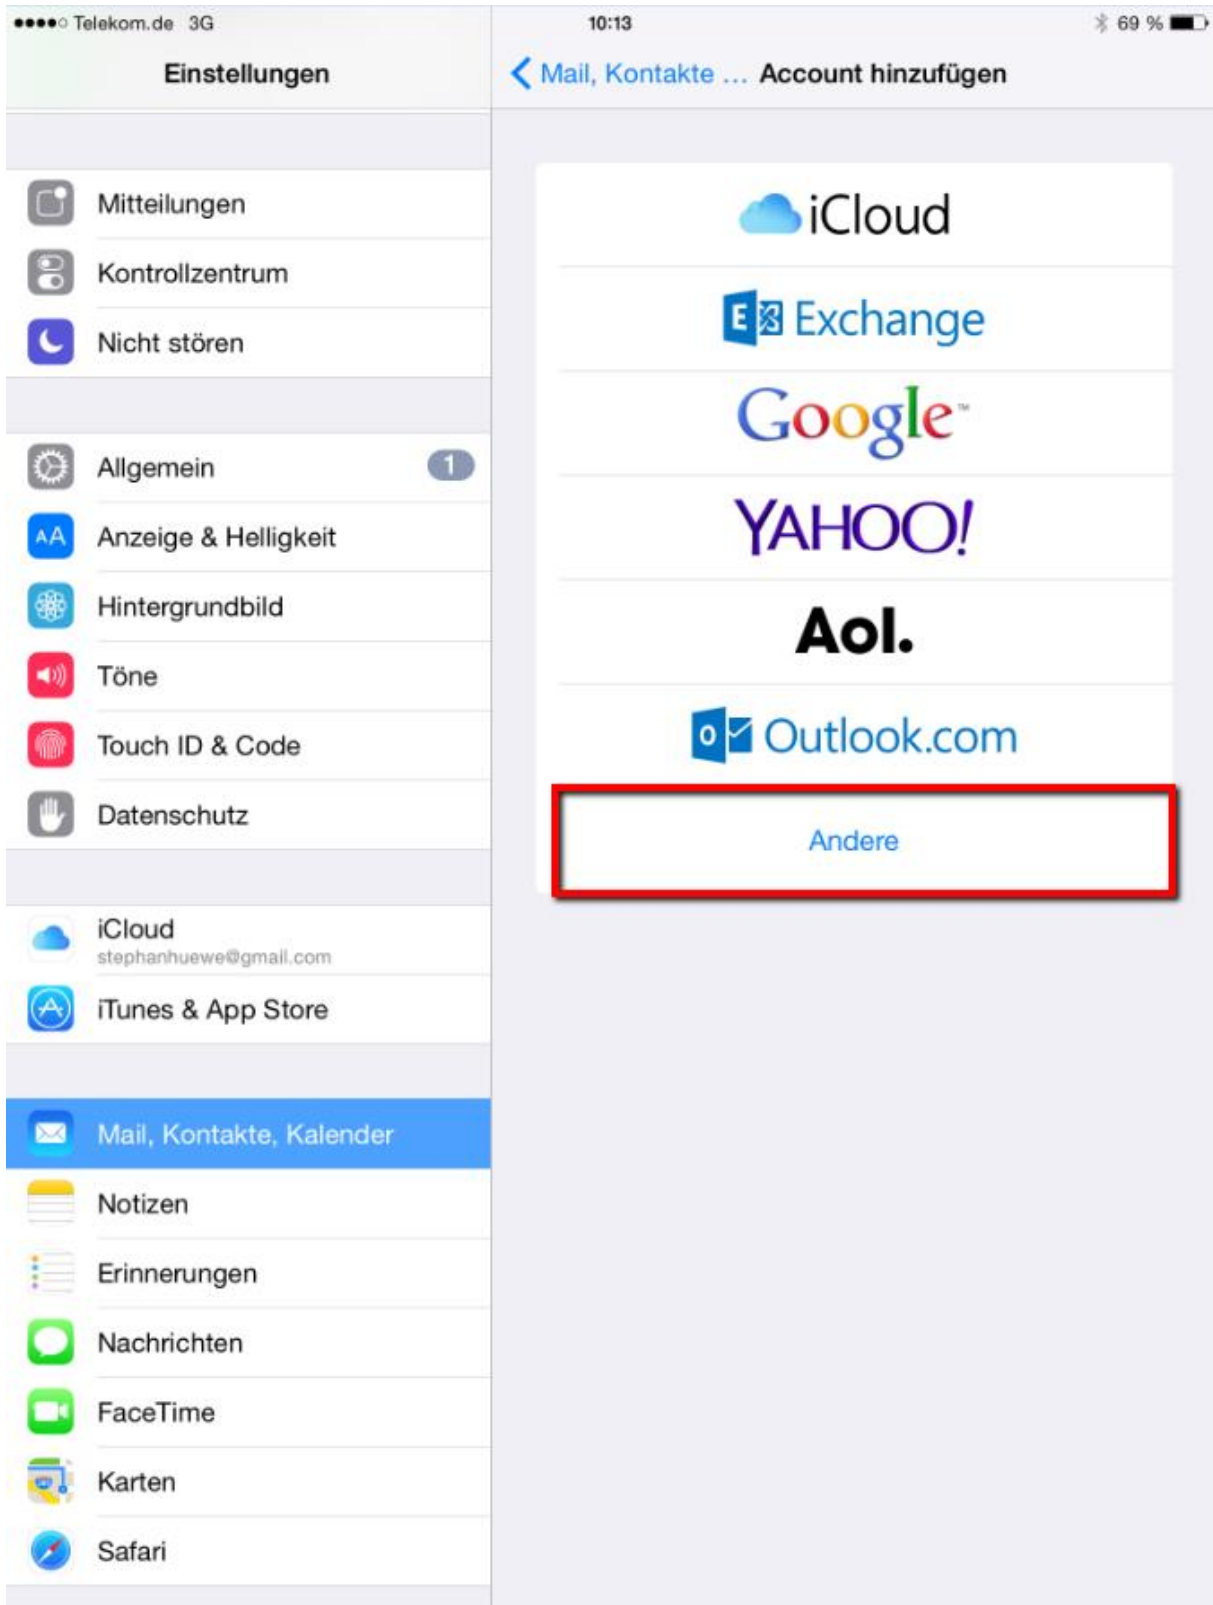 Telekom.de 3G
10:13
69 %
Einstellungen
Mail, Kontakte ... Account hinzufügen
Mitteilungen
Kontrollzentrum
Nicht stören
Allgemein 1
AA Anzeige & Helligkeit
Hintergrundbild
Töne
Touch ID & Code
Datenschutz
iCloud
stephanhuewe@gmail.com
iTunes & App Store
Mail, Kontakte, Kalender
Notizen
Erinnerungen
Nachrichten
FaceTime
Karten
Safari
iCloud
E Exchange
Google™
YAHOO!
Aol.
O Outlook.com
Andere